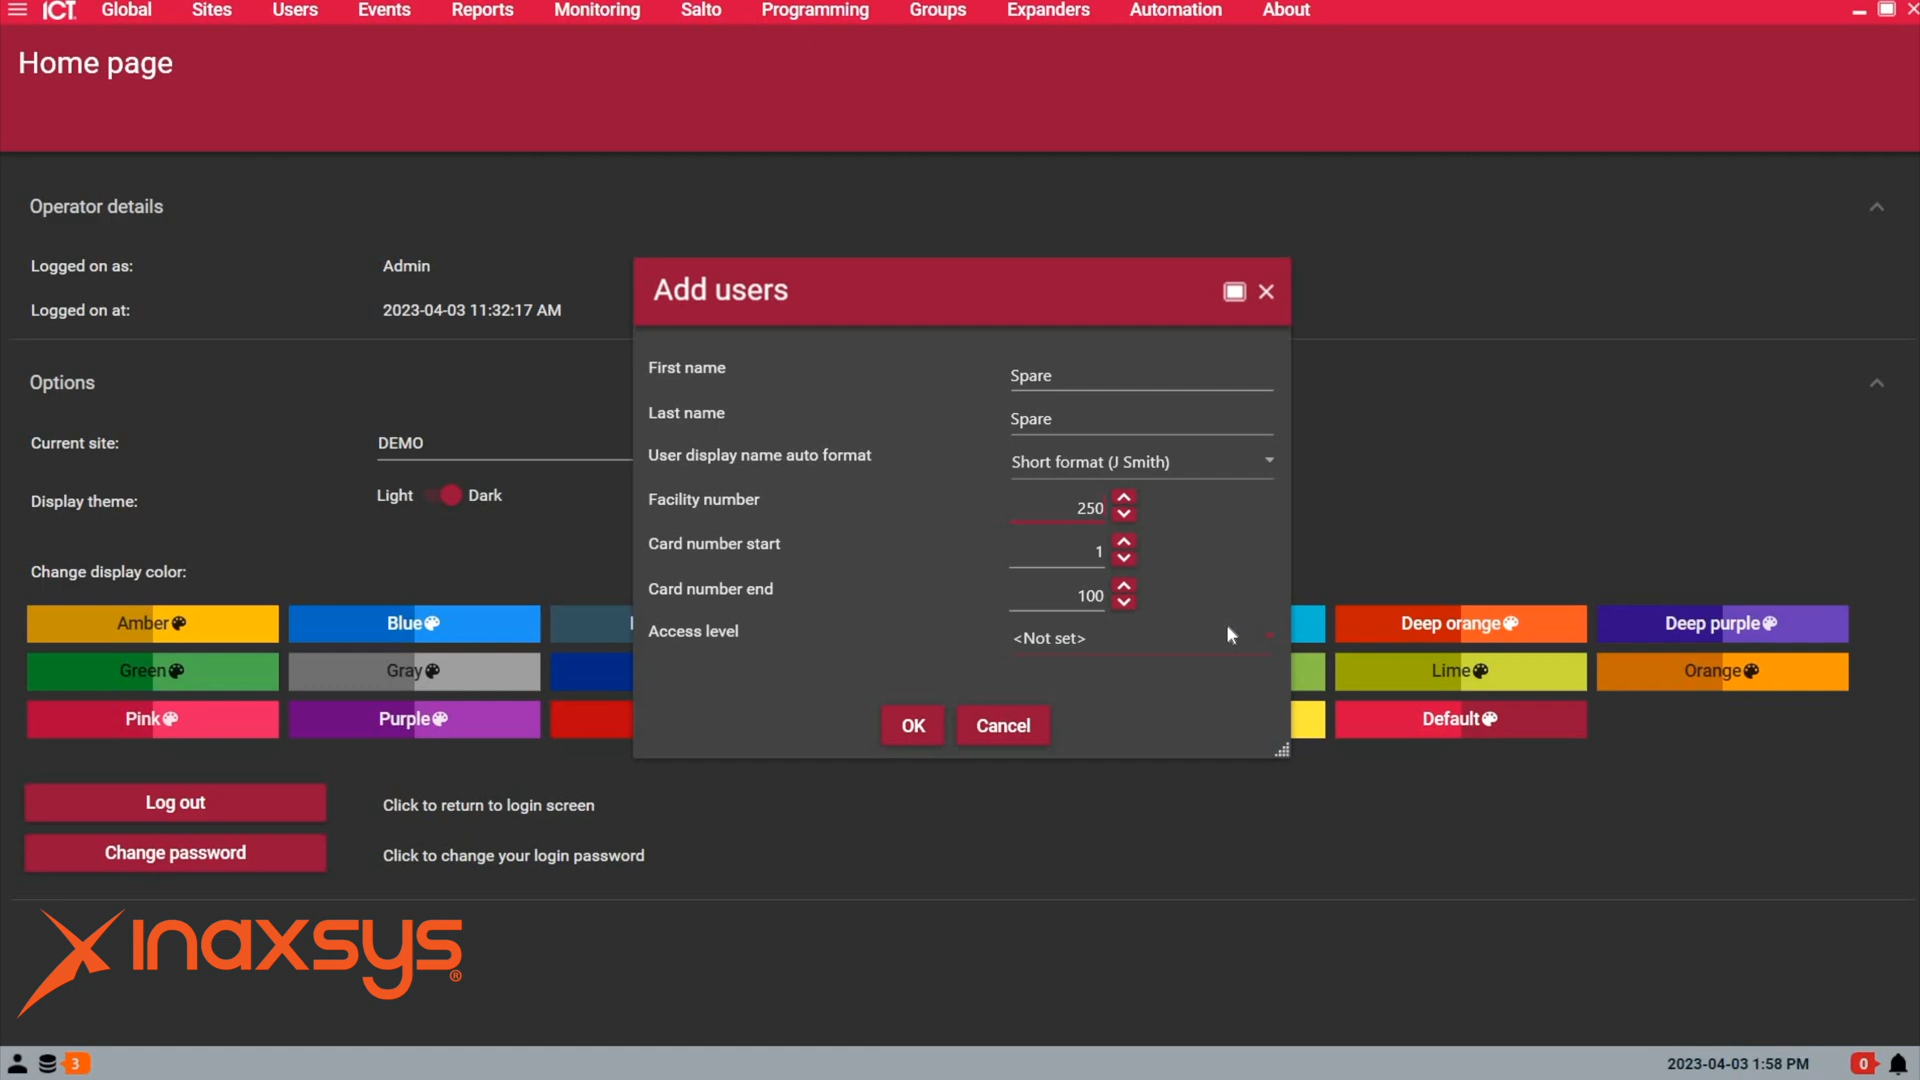 ICT. Global Sites Users Events Reports Monitoring Salto Programming Groups Expanders Automation About
Home page
Operator details
Logged on as: Admin
Logged on at: 2023-04-03 11:32:17 AM
Options
Current site: DEMO
Display theme: Light Dark
Change display color:
Amber Blue Deep orange Deep purple
Green Gray Lime Orange
Pink Purple Default
Log out Click to return to login screen
Change password Click to change your login password
Add users
First name Spare
Last name Spare
User display name auto format Short format (J Smith)
Facility number 250
Card number start 1
Card number end 100
Access level <Not set>
OK Cancel
inaxsys®
3 2023-04-03 1:58 PM 0